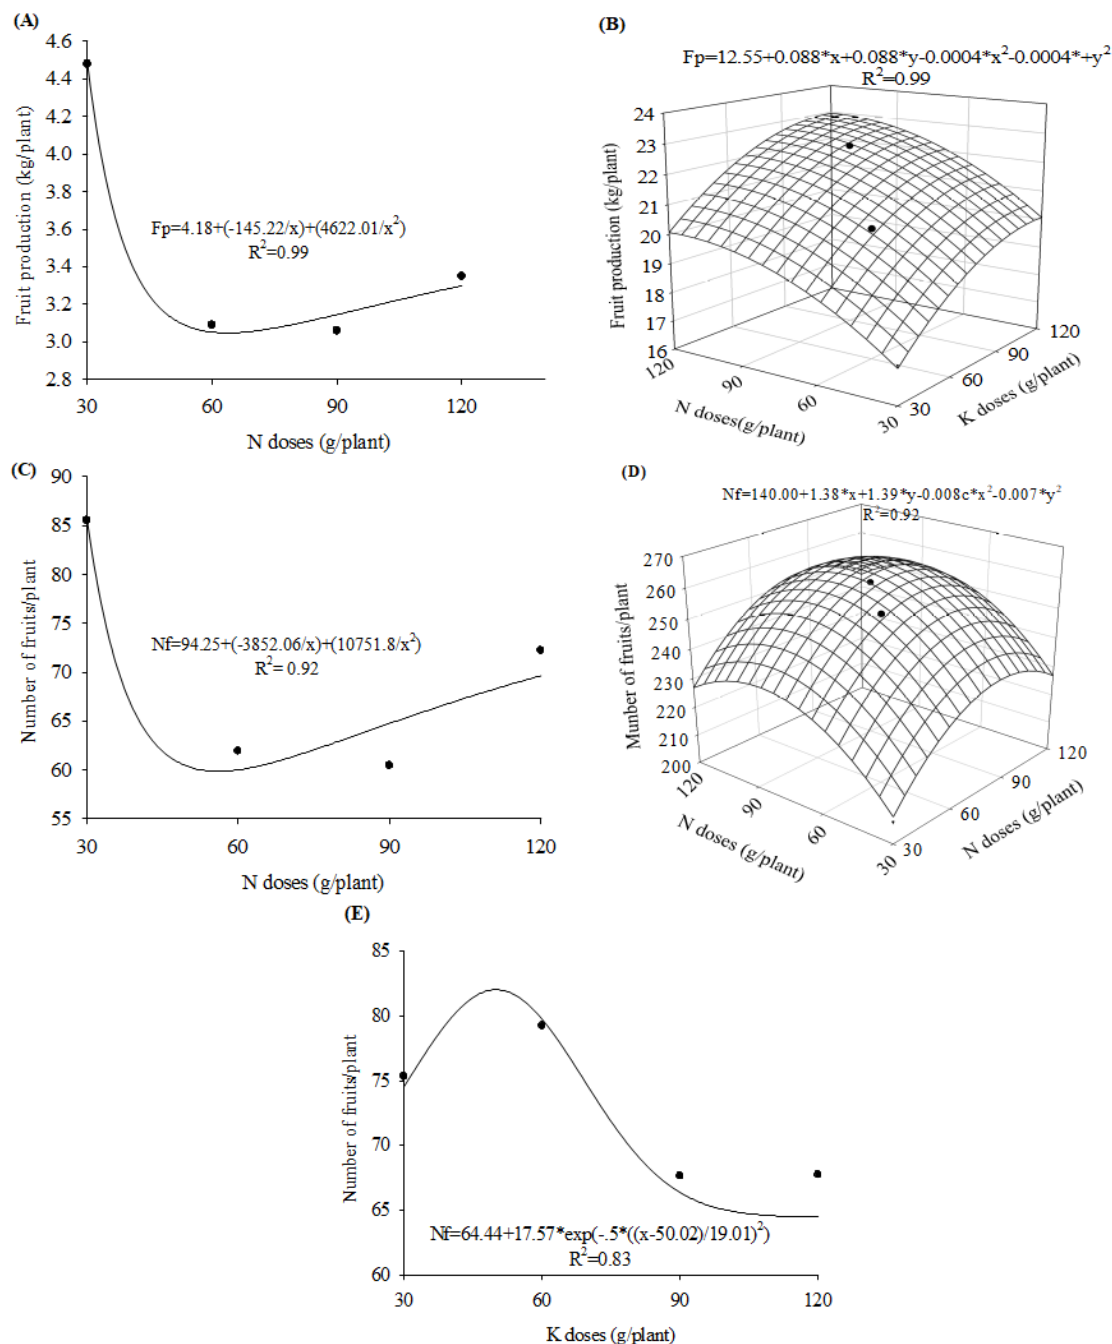 (A)
4.6
4.4
4.2
4.0
3.8
3.6
3.4
3.2
3.0
2.8
Fruit production (kg/plant)
Fp=4.18+(-145.22/x)+(4622.01/x²)
R²=0.99
30 60 90 120
N doses (g/plant)
(B)
Fp=12.55+0.088*x+0.088*y-0.0004*x²-0.0004*+y²
R²=0.99
24
23
22
21
20
19
18
17
16
Fruit production (kg/plant)
120 90 60 30
N doses(g/plant)
30 60 90 120
K doses (g/plant)
(C)
90
85
80
75
70
65
60
55
Number of fruits/plant
Nf=94.25+(-3852.06/x)+(10751.8/x²)
R²= 0.92
30 60 90 120
N doses (g/plant)
(D)
Nf=140.00+1.38*x+1.39*y-0.008c*x²-0.007*y²
R²=0.92
270
260
250
240
230
220
210
200
Munber of fruits/plant
120 90 60 30
N doses (g/plant)
30 60 90 120
N doses (g/plant)
(E)
85
80
75
70
65
60
Number of fruits/plant
Nf=64.44+17.57*exp(-.5*((x-50.02)/19.01)²)
R²=0.83
30 60 90 120
K doses (g/plant)